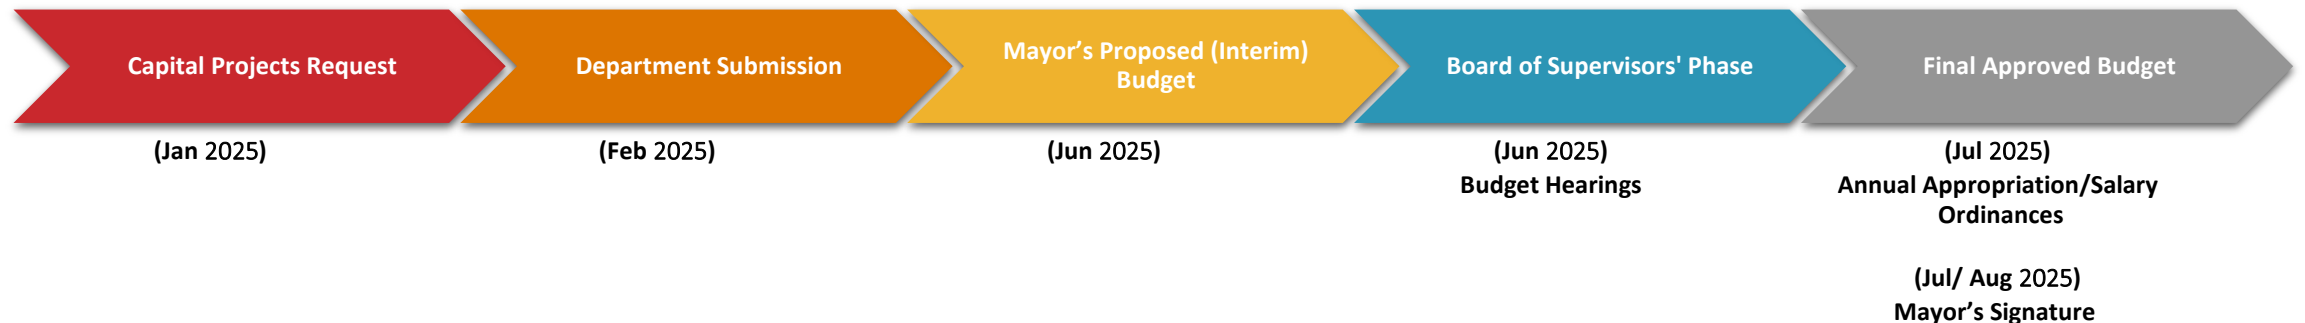 Capital Projects Request
Department Submission
Mayor’s Proposed (Interim)
Budget
Board of Supervisors' Phase
Final Approved Budget
(Jan 2025)
(Feb 2025)
(Jun 2025)
(Jun 2025)
Budget Hearings
(Jul 2025)
Annual Appropriation/Salary
Ordinances
(Jul/ Aug 2025)
Mayor’s Signature